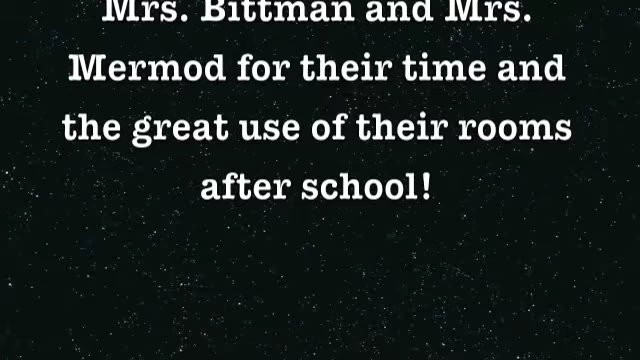 Mrs. Bittman and Mrs.
Mermod for their time and
the great use of their rooms
after school!